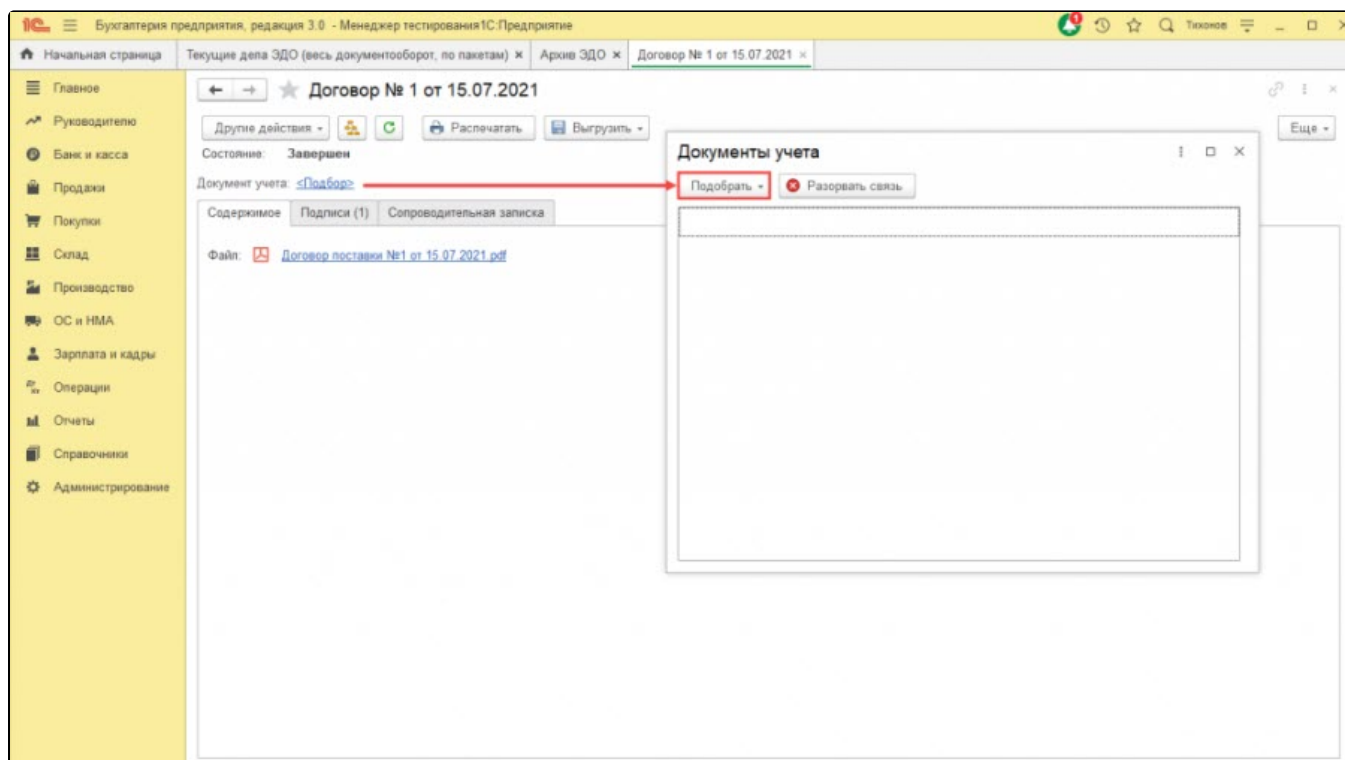 1С Бухгалтерия предприятия, редакция 3.0 - Менеджер тестирования1С:Предприятие 1 Тихонов
Начальная страница Текущие дела ЭДО (весь документооборот, по пакетам) Архив ЭДО Договор № 1 от 15.07.2021
Главное
Руководителю
Банк и касса
Продажи
Покупки
Склад
Производство
ОС и НМА
Зарплата и кадры
Операции
Отчеты
Справочники
Администрирование
Договор № 1 от 15.07.2021
Другие действия Распечатать Выгрузить Еще
Состояние: Завершен
Документ учета: <Подбор>
Содержимое Подписи (1) Сопроводительная записка
Файл: Договор поставки №1 от 15.07.2021.pdf
Документы учета
Подобрать Разорвать связь